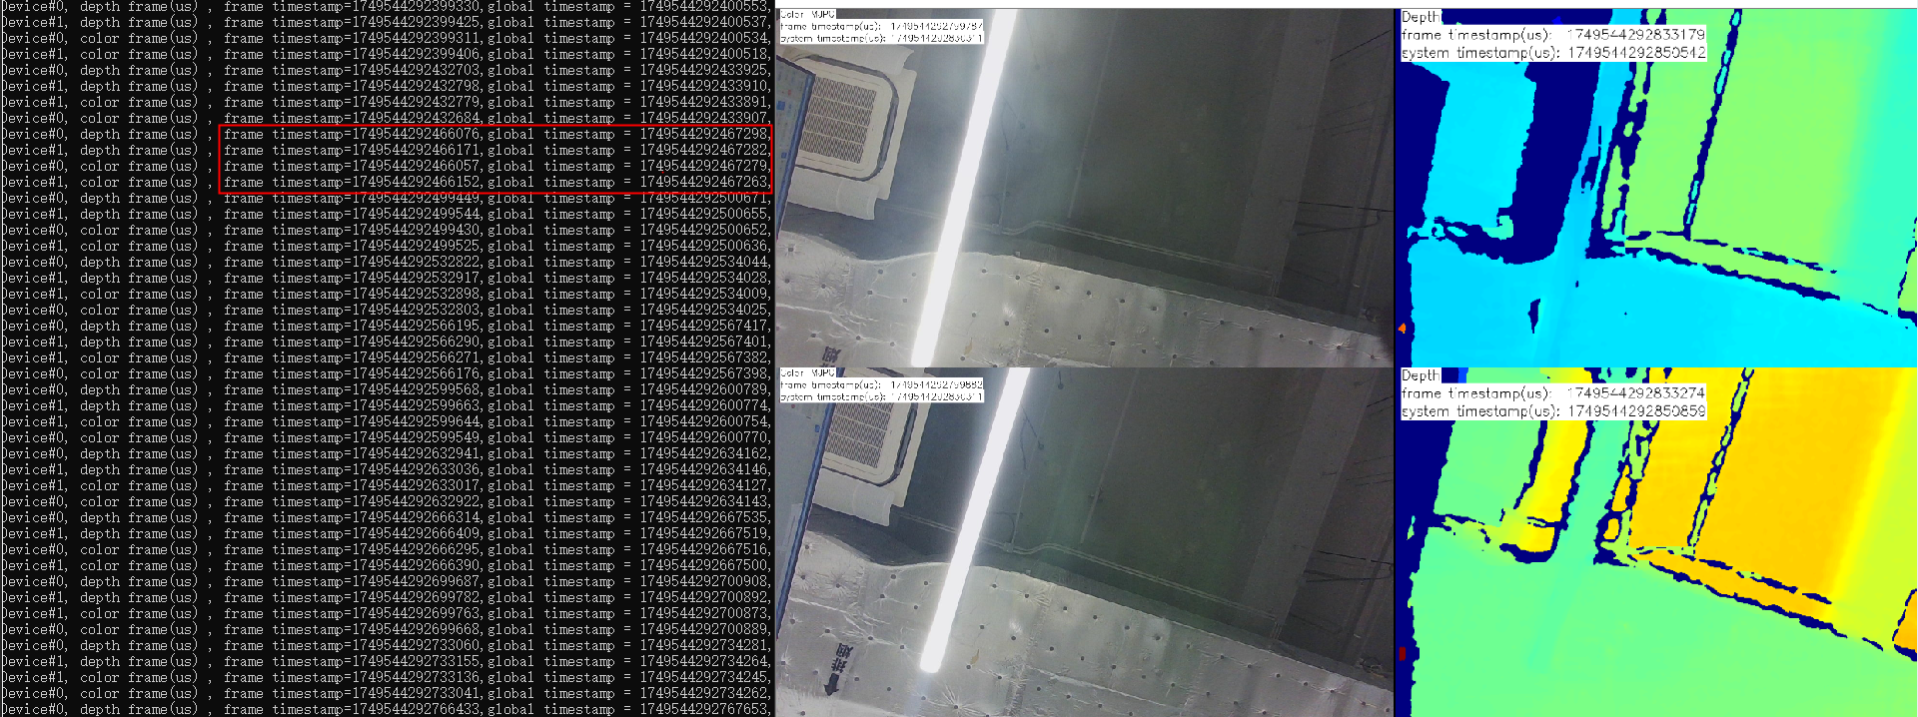 Device#0, depth frame(us) , frame timestamp=1749544292399330,global timestamp = 1749544292400553,
Device#1, depth frame(us) , frame timestamp=1749544292399425,global timestamp = 1749544292400537,
Device#0, color frame(us) , frame timestamp=1749544292399311,global timestamp = 1749544292400534,
Device#1, color frame(us) , frame timestamp=1749544292399406,global timestamp = 1749544292400518,
Device#0, depth frame(us) , frame timestamp=1749544292432703,global timestamp = 1749544292433925,
Device#1, depth frame(us) , frame timestamp=1749544292432798,global timestamp = 1749544292433910,
Device#1, color frame(us) , frame timestamp=1749544292432779,global timestamp = 1749544292433891,
Device#0, color frame(us) , frame timestamp=1749544292432684,global timestamp = 1749544292433907,
Device#0, depth frame(us) , frame timestamp=1749544292466076,global timestamp = 1749544292467298,
Device#1, depth frame(us) , frame timestamp=1749544292466171,global timestamp = 1749544292467282,
Device#0, color frame(us) , frame timestamp=1749544292466057,global timestamp = 1749544292467279,
Device#1, color frame(us) , frame timestamp=1749544292466152,global timestamp = 1749544292467263,
Device#0, depth frame(us) , frame timestamp=1749544292499449,global timestamp = 1749544292500671,
Device#1, depth frame(us) , frame timestamp=1749544292499544,global timestamp = 1749544292500655,
Device#0, color frame(us) , frame timestamp=1749544292499430,global timestamp = 1749544292500652,
Device#1, color frame(us) , frame timestamp=1749544292499525,global timestamp = 1749544292500636,
Device#0, depth frame(us) , frame timestamp=1749544292532822,global timestamp = 1749544292534044,
Device#1, depth frame(us) , frame timestamp=1749544292532917,global timestamp = 1749544292534028,
Device#1, color frame(us) , frame timestamp=1749544292532898,global timestamp = 1749544292534009,
Device#0, color frame(us) , frame timestamp=1749544292532803,global timestamp = 1749544292534025,
Device#0, depth frame(us) , frame timestamp=1749544292566195,global timestamp = 1749544292567417,
Device#1, depth frame(us) , frame timestamp=1749544292566290,global timestamp = 1749544292567401,
Device#1, color frame(us) , frame timestamp=1749544292566271,global timestamp = 1749544292567382,
Device#0, color frame(us) , frame timestamp=1749544292566176,global timestamp = 1749544292567398,
Device#0, depth frame(us) , frame timestamp=1749544292599568,global timestamp = 1749544292600789,
Device#1, depth frame(us) , frame timestamp=1749544292599663,global timestamp = 1749544292600774,
Device#1, color frame(us) , frame timestamp=1749544292599644,global timestamp = 1749544292600754,
Device#0, color frame(us) , frame timestamp=1749544292599549,global timestamp = 1749544292600770,
Device#0, depth frame(us) , frame timestamp=1749544292632941,global timestamp = 1749544292634162,
Device#1, depth frame(us) , frame timestamp=1749544292633036,global timestamp = 1749544292634146,
Device#1, color frame(us) , frame timestamp=1749544292633017,global timestamp = 1749544292634127,
Device#0, color frame(us) , frame timestamp=1749544292632922,global timestamp = 1749544292634143,
Device#0, depth frame(us) , frame timestamp=1749544292666314,global timestamp = 1749544292667535,
Device#1, depth frame(us) , frame timestamp=1749544292666409,global timestamp = 1749544292667519,
Device#0, color frame(us) , frame timestamp=1749544292666295,global timestamp = 1749544292667516,
Device#1, color frame(us) , frame timestamp=1749544292666390,global timestamp = 1749544292667500,
Device#0, depth frame(us) , frame timestamp=1749544292699687,global timestamp = 1749544292700908,
Device#1, depth frame(us) , frame timestamp=1749544292699782,global timestamp = 1749544292700892,
Device#1, color frame(us) , frame timestamp=1749544292699763,global timestamp = 1749544292700873,
Device#0, color frame(us) , frame timestamp=1749544292699668,global timestamp = 1749544292700889,
Device#0, depth frame(us) , frame timestamp=1749544292733060,global timestamp = 1749544292734281,
Device#1, depth frame(us) , frame timestamp=1749544292733155,global timestamp = 1749544292734264,
Device#1, color frame(us) , frame timestamp=1749544292733136,global timestamp = 1749544292734245,
Device#0, color frame(us) , frame timestamp=1749544292733041,global timestamp = 1749544292734262,
Device#0, depth frame(us) , frame timestamp=1749544292766433,global timestamp = 1749544292767653,
Color MJPG
frame timestamp(us): 1749544292799787
system timestamp(us): 1749544292830311
Depth
frame timestamp(us): 1749544292833179
system timestamp(us): 1749544292850542
Color MJPG
frame timestamp(us): 1749544292799882
system timestamp(us): 1749544292830311
Depth
frame timestamp(us): 1749544292833274
system timestamp(us): 1749544292850859